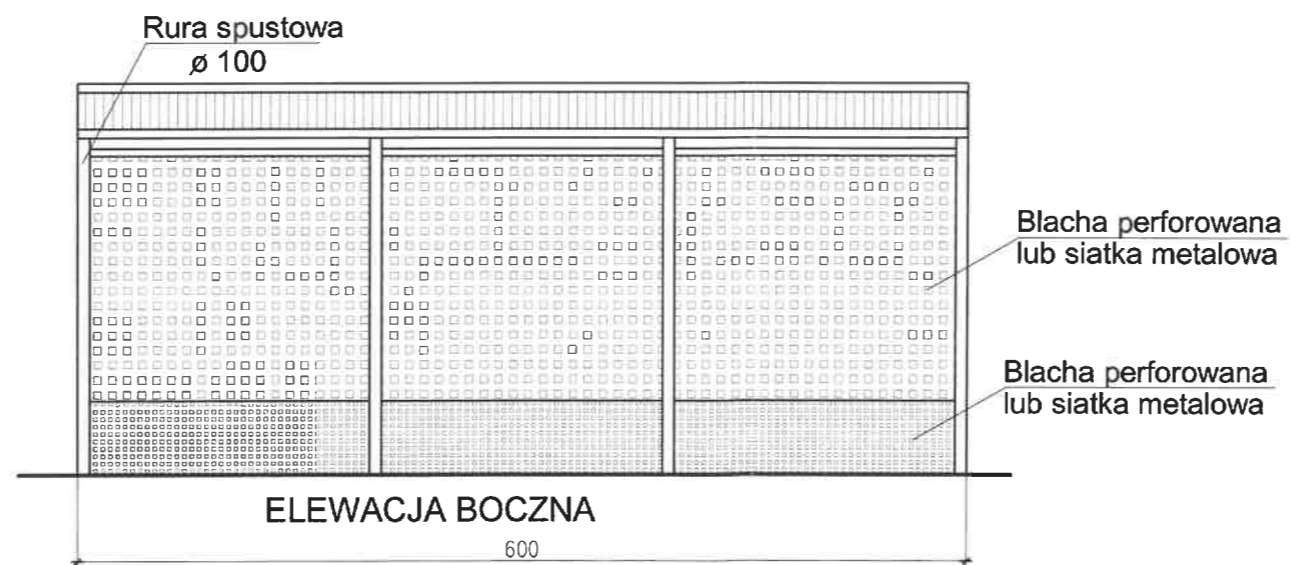 Rura spustowa
ø 100
Blacha perforowana
lub siatka metalowa
Blacha perforowana
lub siatka metalowa
ELEWACJA BOCZNA
600